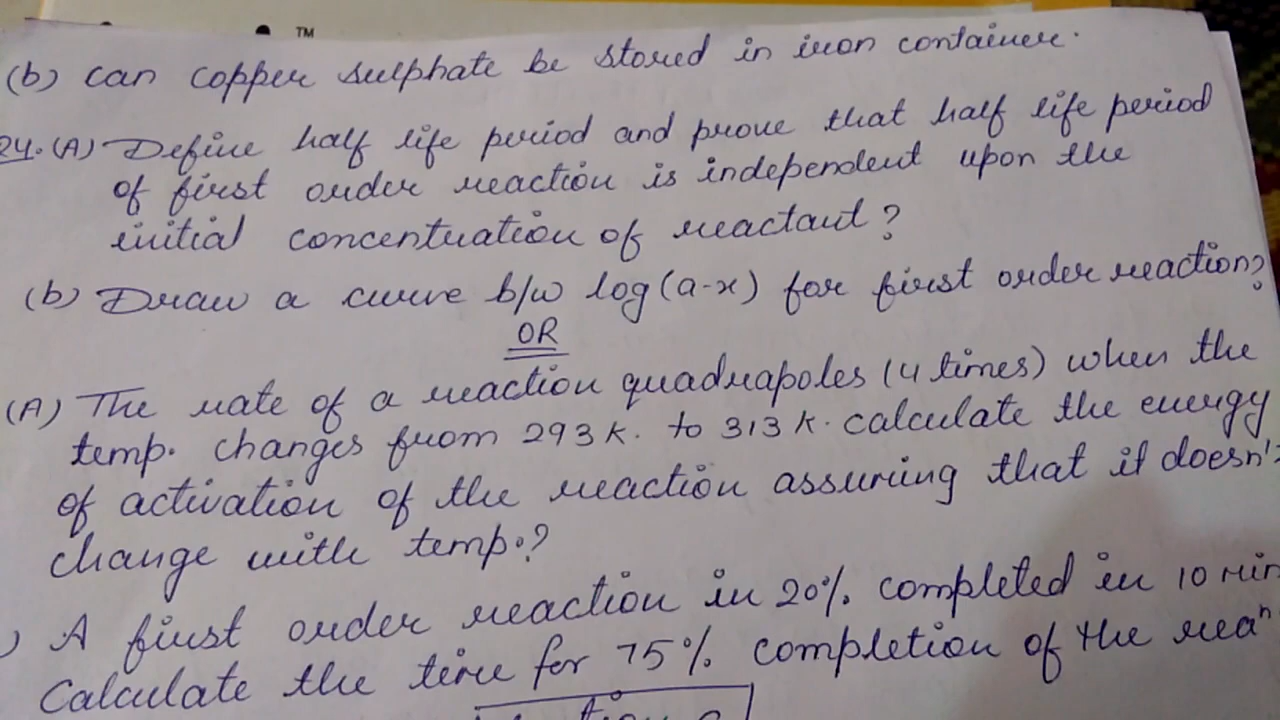 TM
(b) can copper sulphate be stored in iron container.
24. (A) Define half life period and prove that half life period
of first order reaction is independent upon the
initial concentration of reactant?
(b) Draw a curve b/w log(a-x) for first order reaction?
OR
(A) The rate of a reaction quadrapoles (4 times) when the
temp. changes from 293 K. to 313 K. calculate the energy
of activation of the reaction assuming that it doesn't
change with temp.?
) A first order reaction in 20% completed in 10 min
Calculate the time for 75% completion of the rea^n